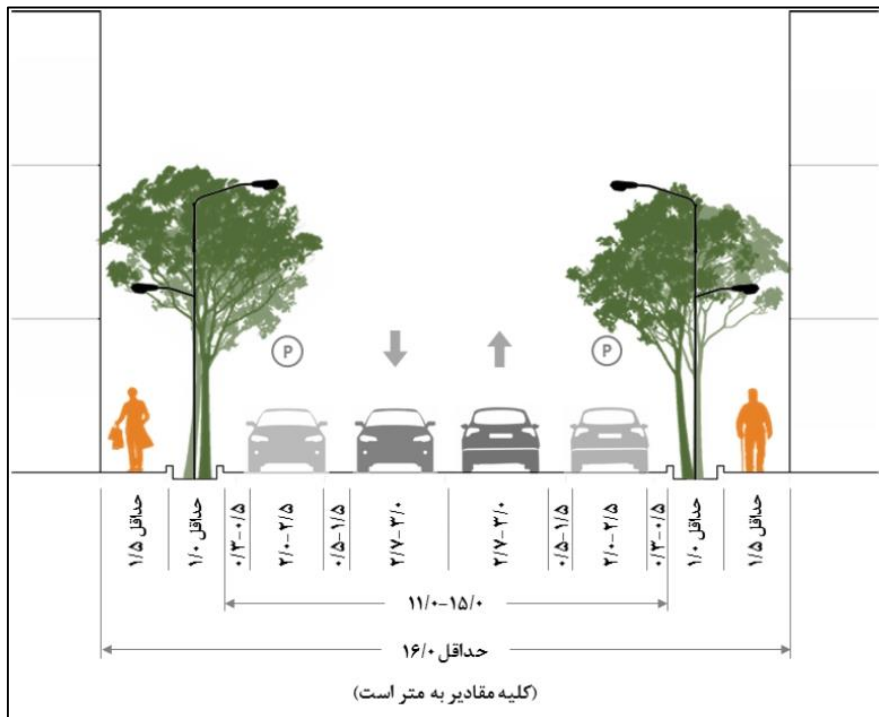 P
P
حداقل ۱/۵
حداقل ۱/۰
۰/۳-۰/۵
۲/۰-۲/۵
۰/۵-۱/۵
۲/۷-۳/۰
۲/۷-۳/۰
۰/۵-۱/۵
۲/۰-۲/۵
۰/۳-۰/۵
حداقل ۱/۰
حداقل ۱/۵
۱۱/۰-۱۵/۰
حداقل ۱۶/۰
(کلیه مقادیر به متر است)